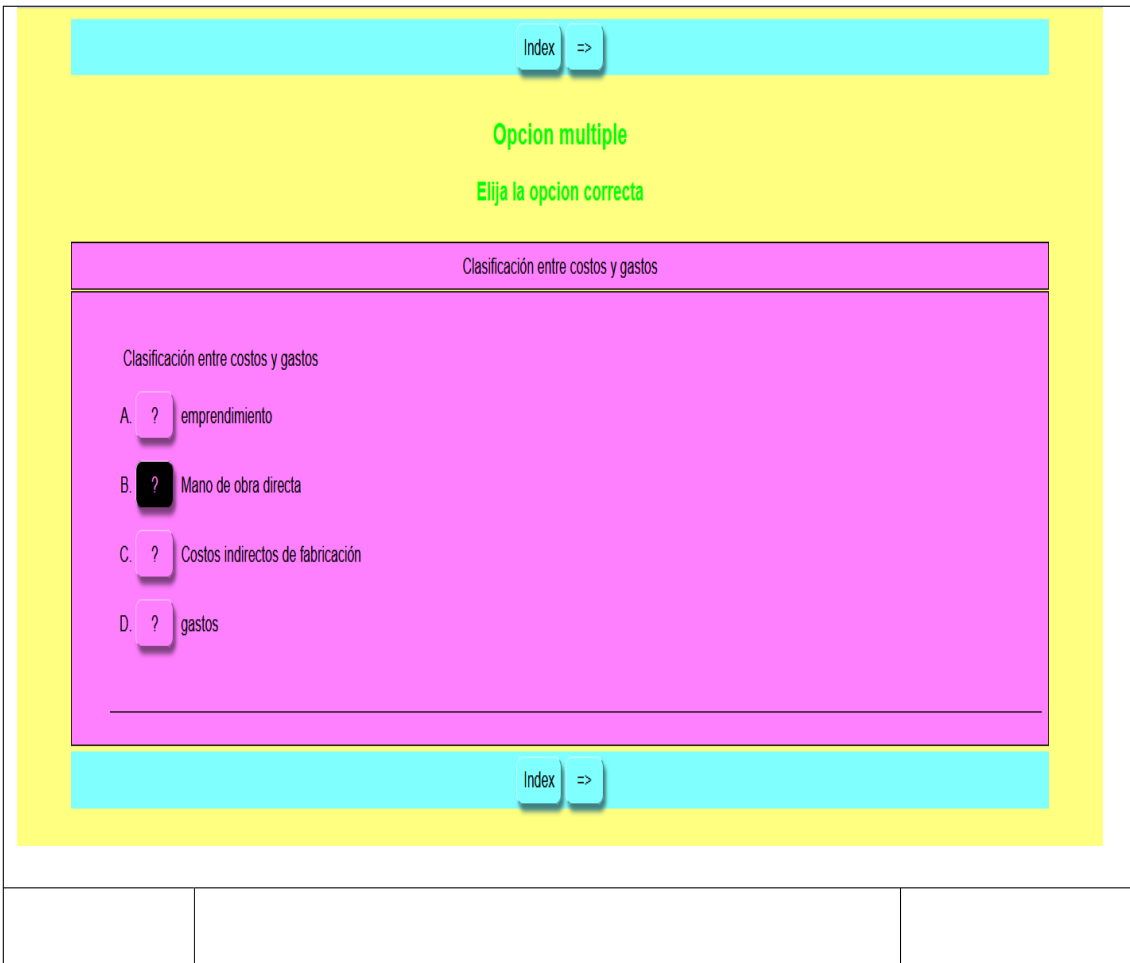 Index =>
Opcion multiple
Elija la opcion correcta
Clasificación entre costos y gastos
Clasificación entre costos y gastos
A. ? emprendimiento
B. ? Mano de obra directa
C. ? Costos indirectos de fabricación
D. ? gastos
Index =>